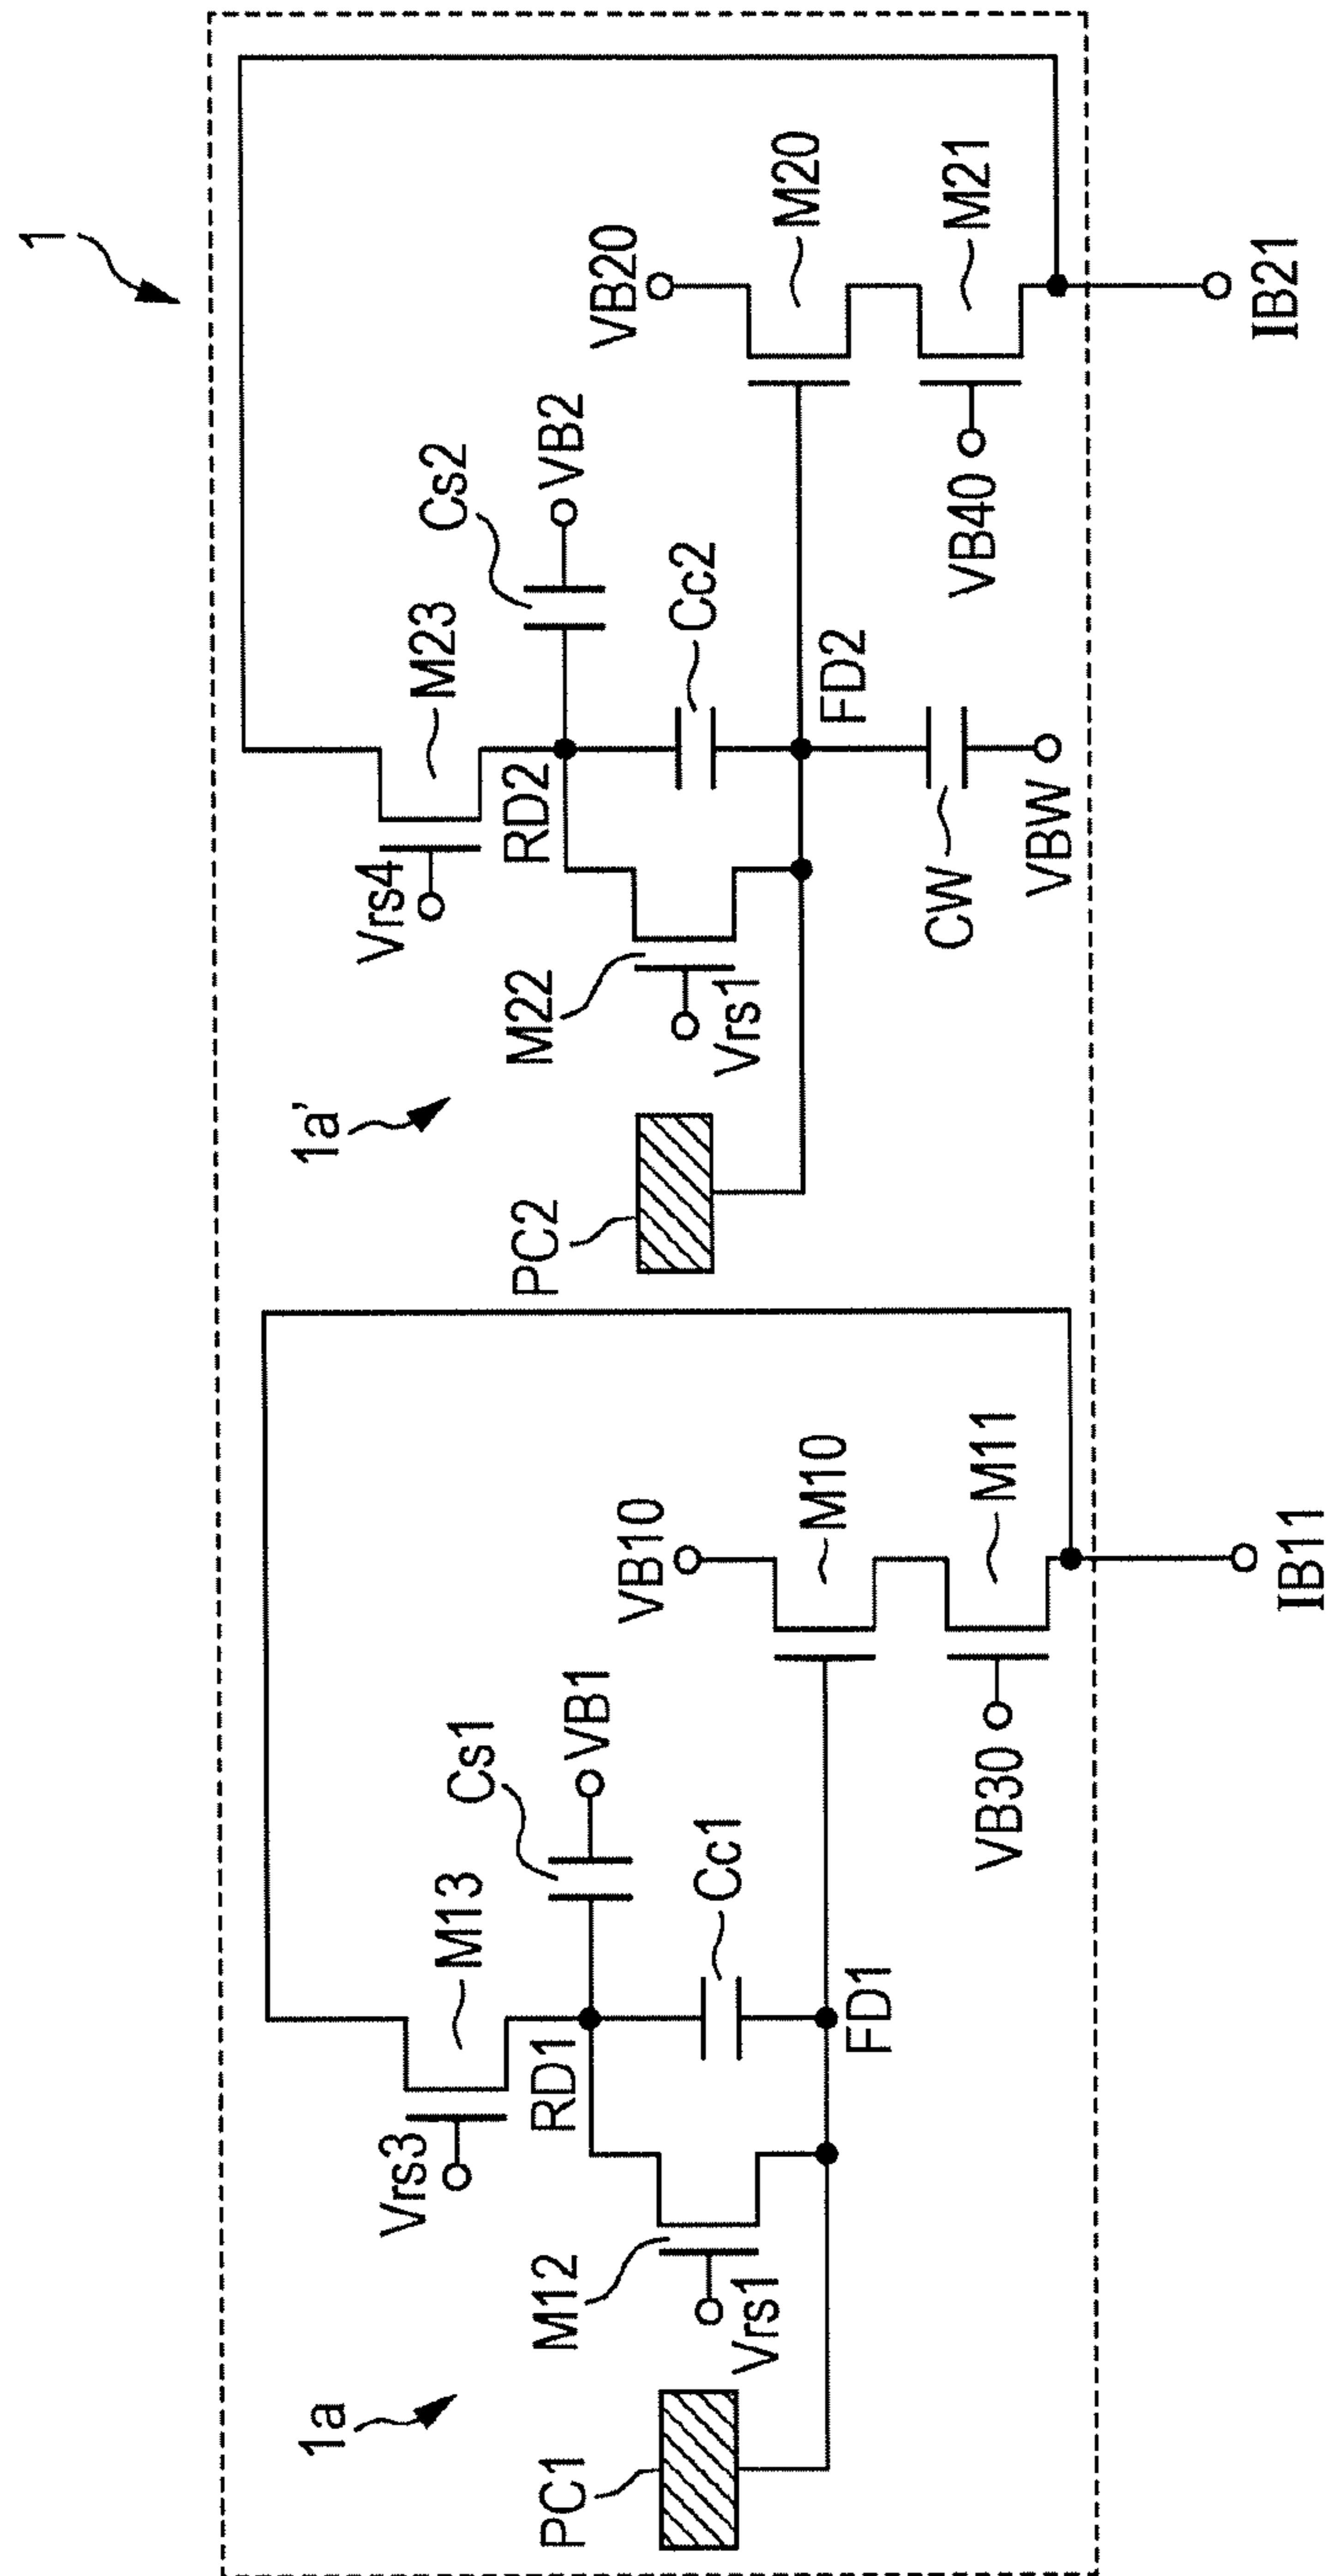 1
1a
PC1
M12
Vrs1
Vrs3
M13
RD1
Cs1
VB1
Cc1
FD1
VB10
M10
M11
VB30
IB11
1a'
PC2
M22
Vrs1
Vrs4
M23
RD2
Cs2
VB2
Cc2
FD2
CW
VBW
VB20
M20
M21
VB40
IB21